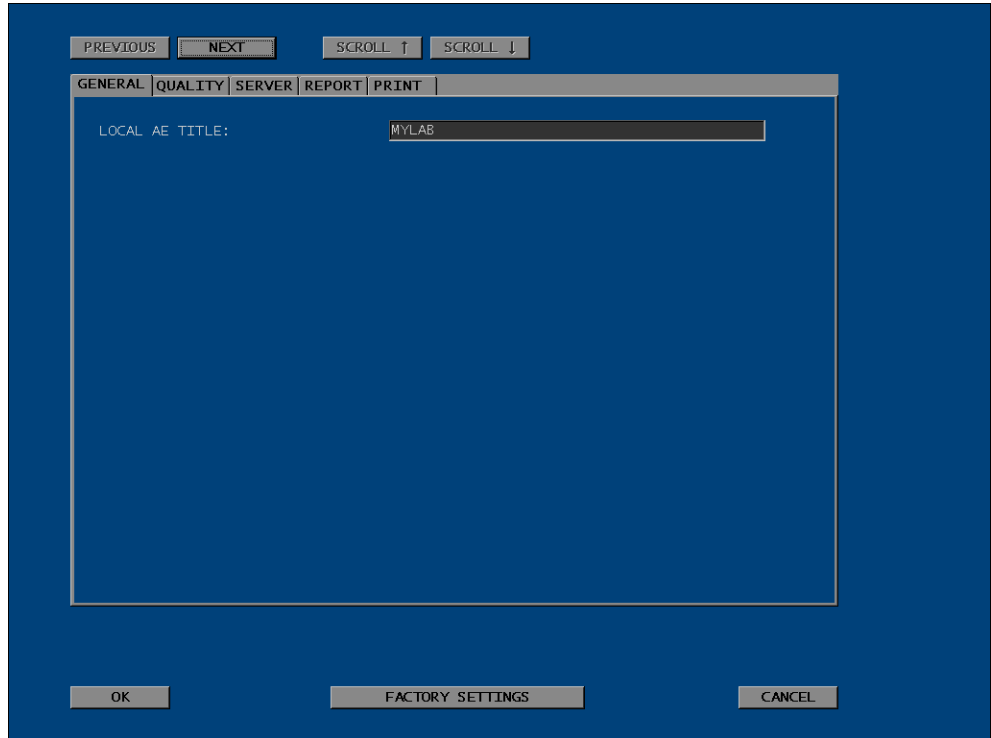 PREVIOUS NEXT SCROLL ↑ SCROLL ↓
GENERAL QUALITY SERVER REPORT PRINT
LOCAL AE TITLE: MYLAB
OK FACTORY SETTINGS CANCEL